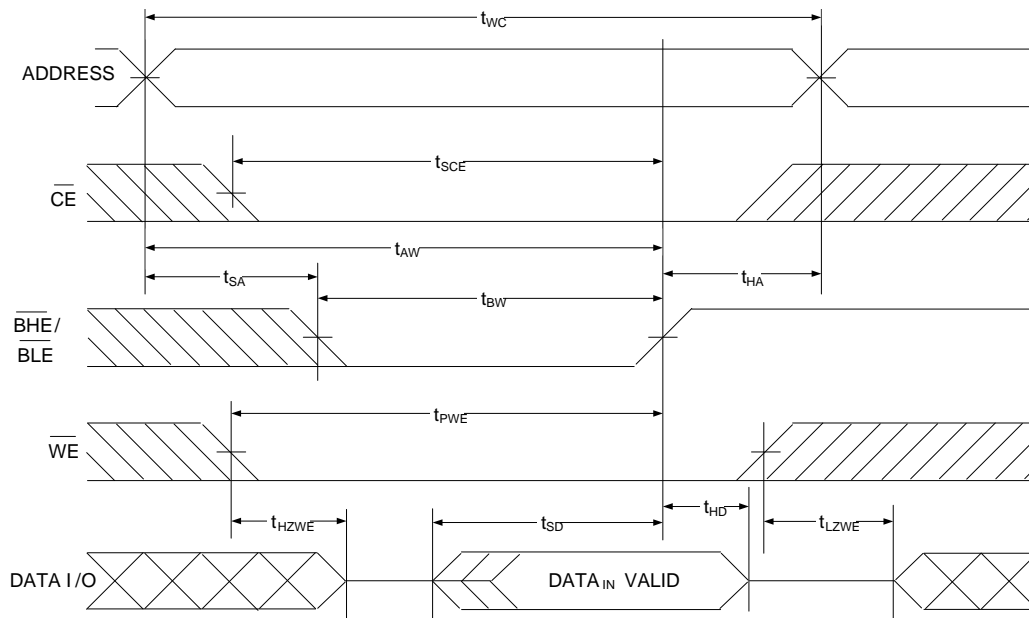 tWC
ADDRESS
tSCE
CE
tAW
tSA
tHA
tBW
BHE/
BLE
tPWE
WE
tHZWE
tSD
tHD
tLZWE
DATA I/O
DATAIN VALID